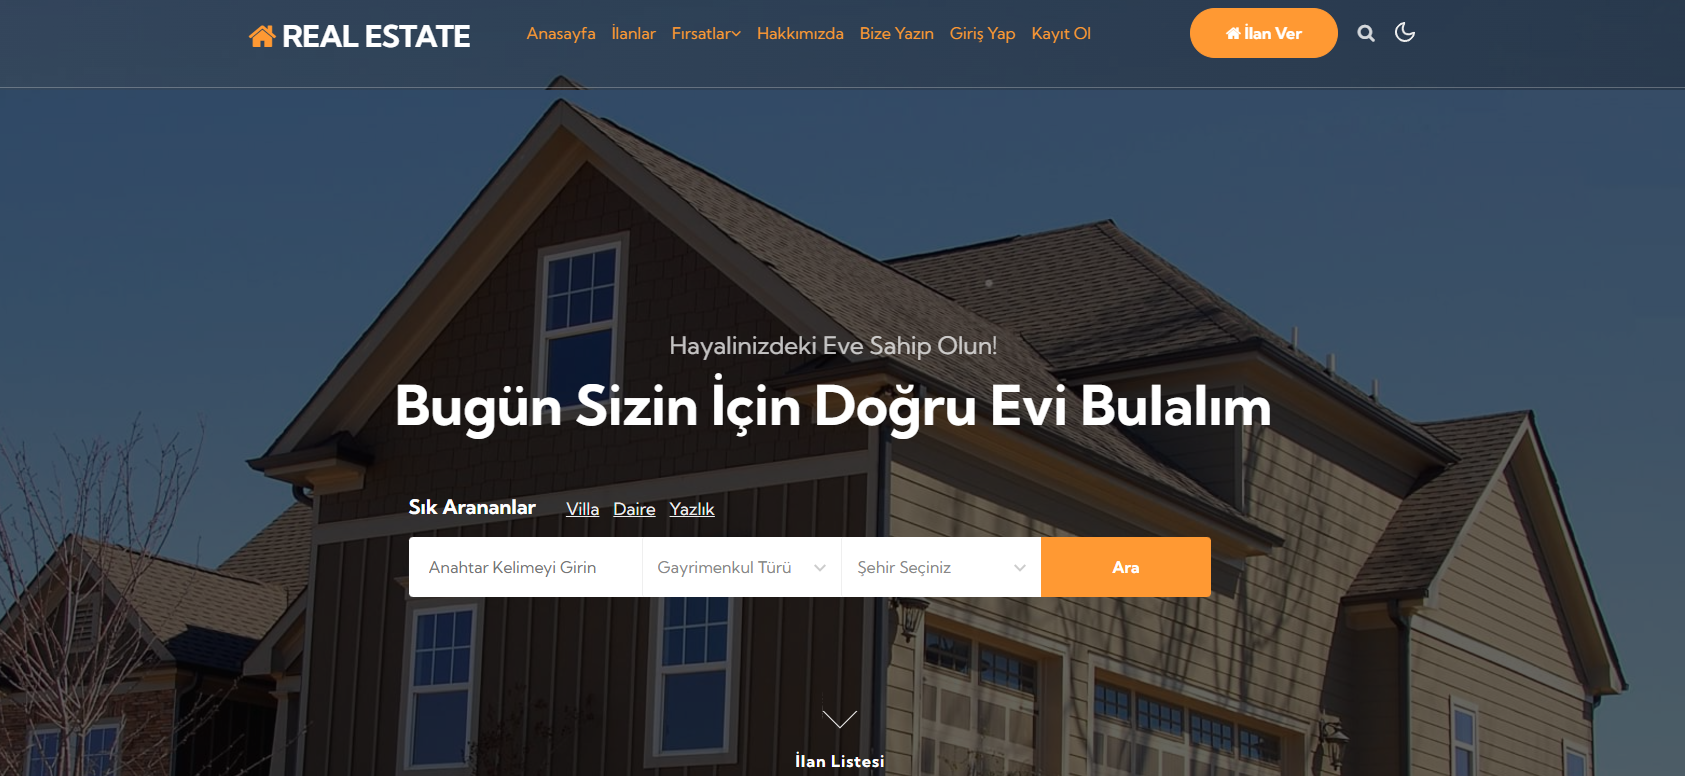 REAL ESTATE
Anasayfa İlanlar Fırsatlar Hakkımızda Bize Yazın Giriş Yap Kayıt Ol
İlan Ver
Hayalinizdeki Eve Sahip Olun!
Bugün Sizin İçin Doğru Evi Bulalım
Sık Arananlar Villa Daire Yazlık
Anahtar Kelimeyi Girin Gayrimenkul Türü Şehir Seçiniz Ara
İlan Listesi